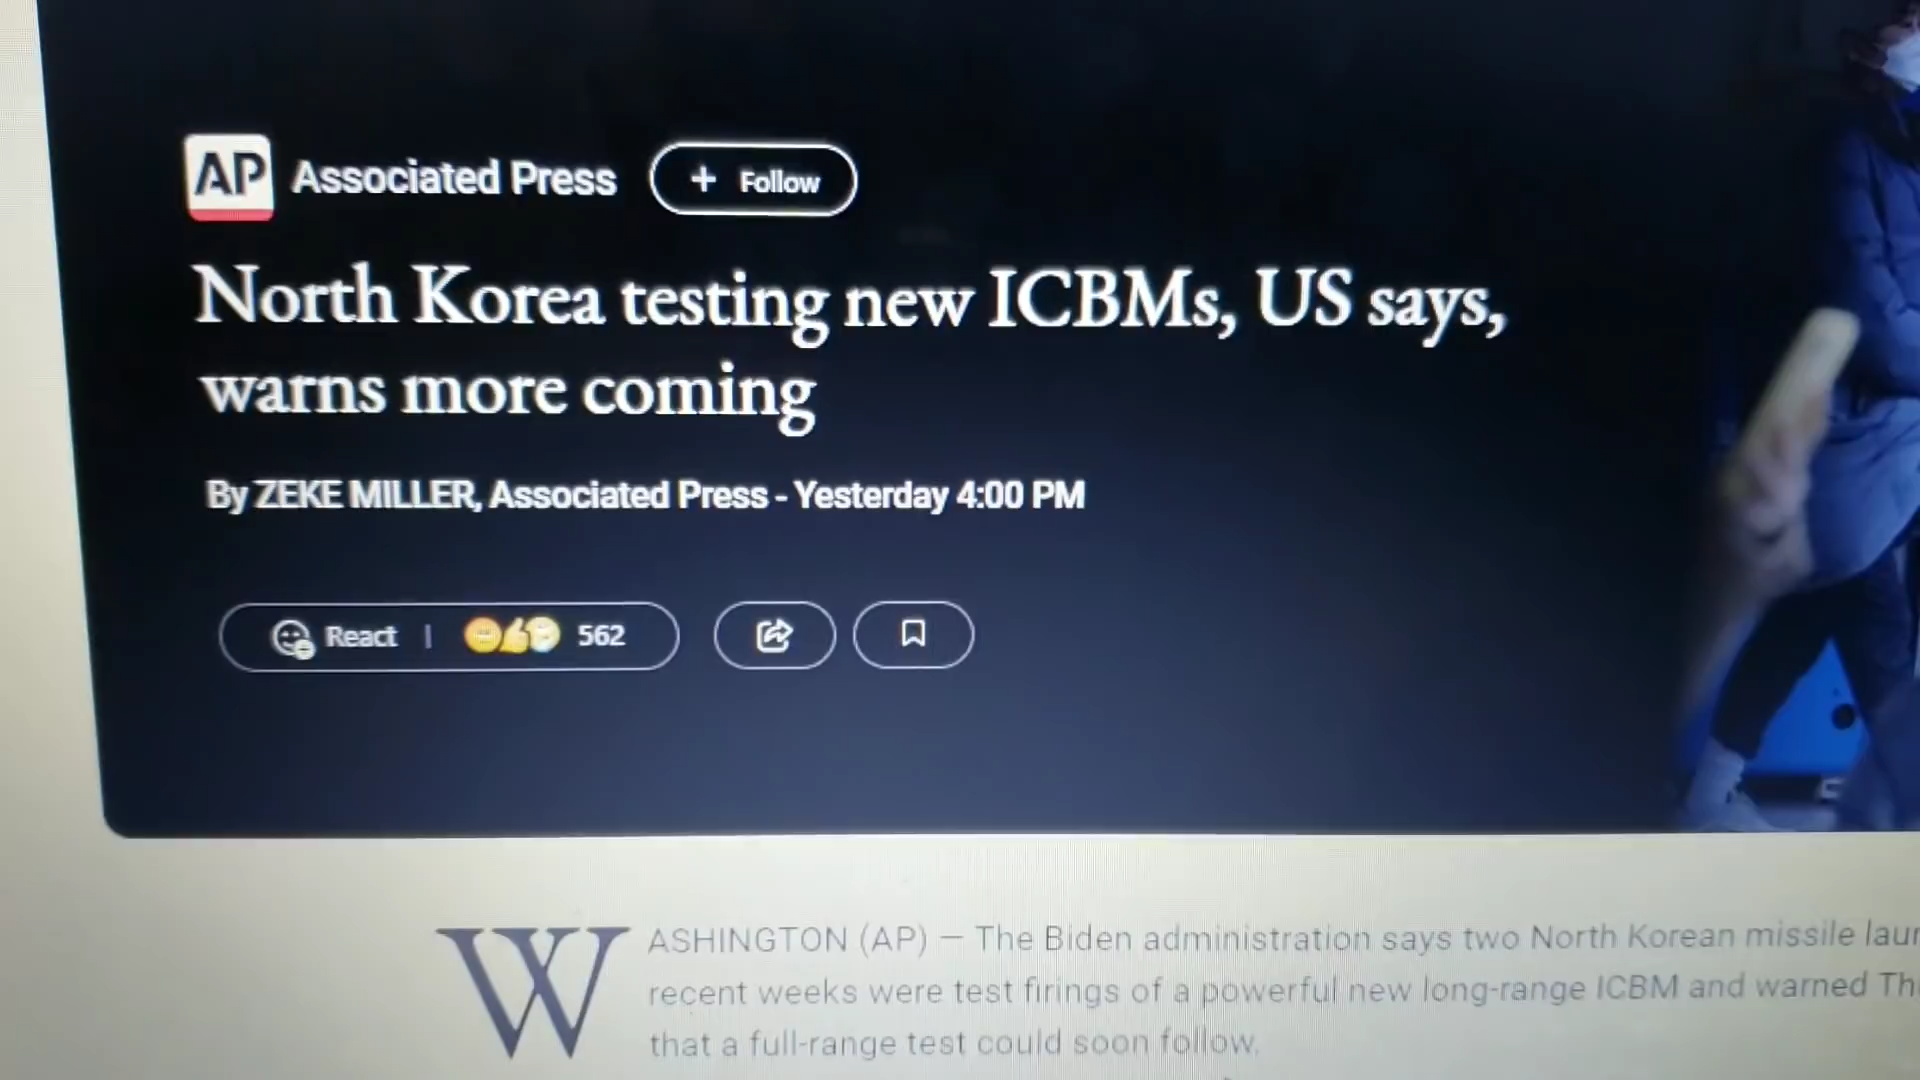 AP Associated Press + Follow
North Korea testing new ICBMs, US says,
warns more coming
By ZEKE MILLER, Associated Press - Yesterday 4:00 PM
React | 562
WASHINGTON (AP) — The Biden administration says two North Korean missile
recent weeks were test firings of a powerful new long-range ICBM and warned
that a full-range test could soon follow.